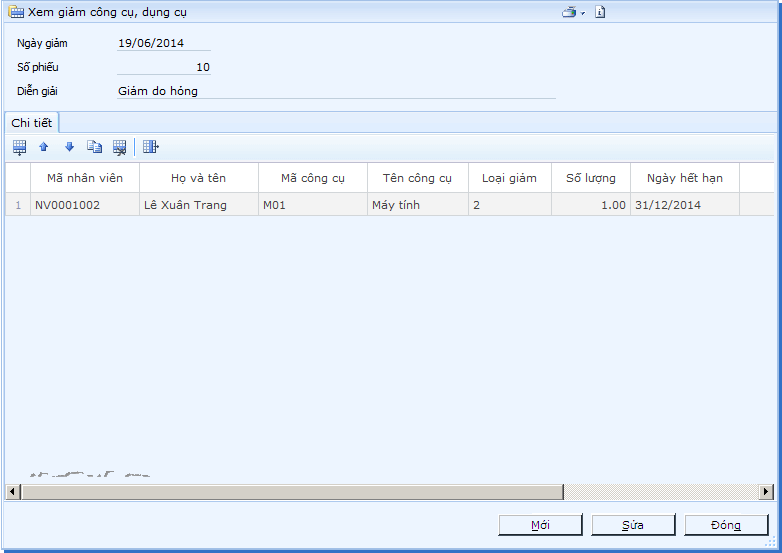 Xem giảm công cụ, dụng cụ
Ngày giảm 19/06/2014
Số phiếu 10
Diễn giải Giảm do hỏng
Chi tiết
Mã nhân viên Họ và tên Mã công cụ Tên công cụ Loại giảm Số lượng Ngày hết hạn
1 NV0001002 Lê Xuân Trang M01 Máy tính 2 1.00 31/12/2014
Mới Sửa Đóng